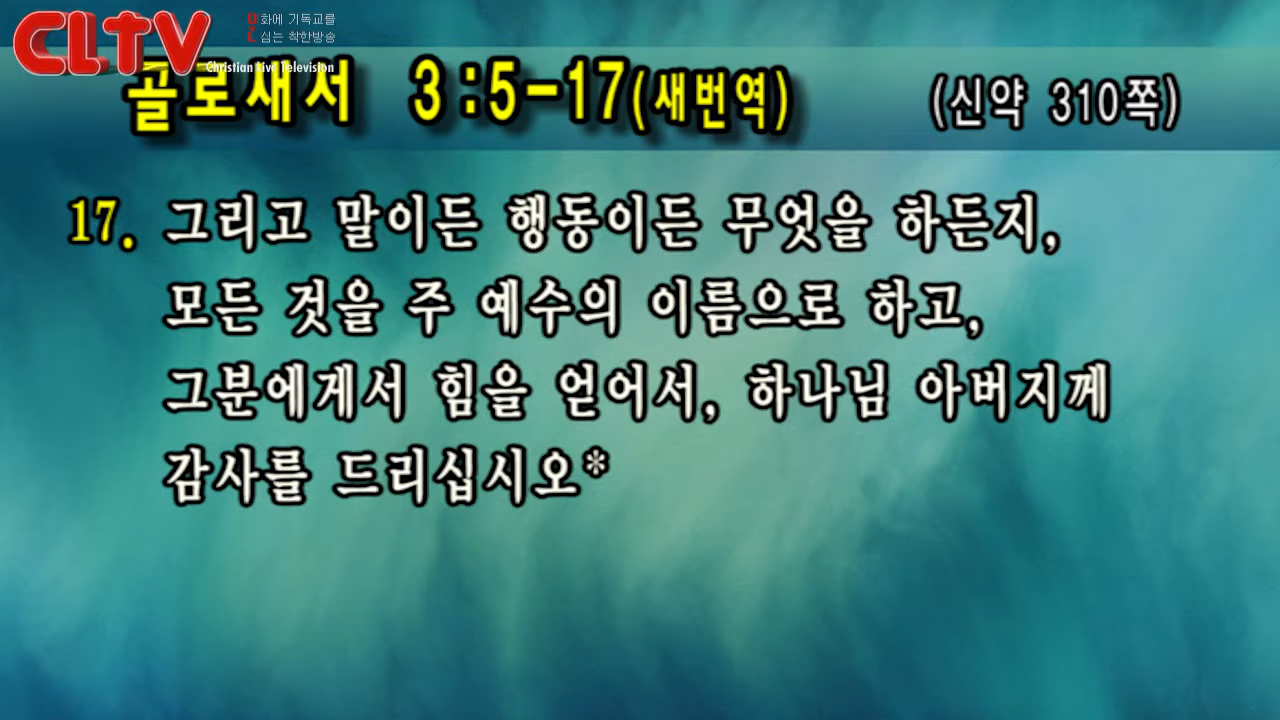 CLTV
문화에 기독교를
심는 착한방송
Christian Live Television
골로새서 3:5-17(새번역) (신약 310쪽)
17. 그리고 말이든 행동이든 무엇을 하든지,
모든 것을 주 예수의 이름으로 하고,
그분에게서 힘을 얻어서, 하나님 아버지께
감사를 드리십시오*